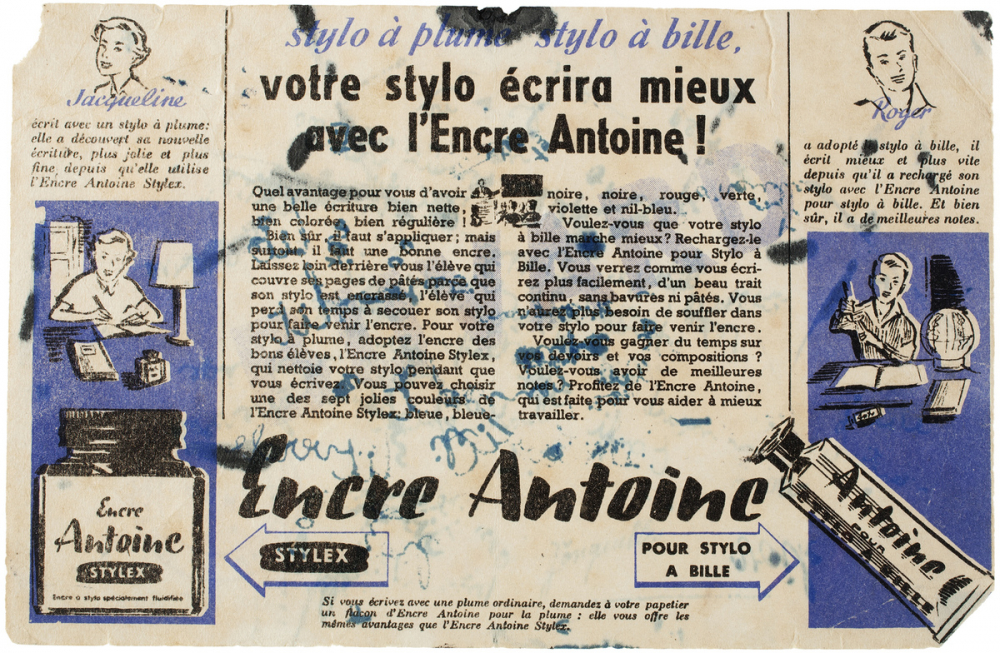 stylo à plume stylo à bille,
votre stylo écrira mieux
avec l'Encre Antoine !
Jacqueline
écrit avec un stylo à plume:
elle a découvert sa nouvelle
écriture, plus jolie et plus
fine depuis qu'elle utilise
l'Encre Antoine Stylex.
Quel avantage pour vous d'avoir
une belle écriture bien nette,
bien colorée, bien régulière !
Bien sûr, il faut s'appliquer ; mais
surtout il faut une bonne encre.
Laissez loin derrière vous l'élève qui
couvre ses pages de pâtés parce que
son stylo est encrassé, l'élève qui
perd son temps à secouer son stylo
pour faire venir l'encre. Pour votre
stylo à plume, adoptez l'encre des
bons élèves, l'Encre Antoine Stylex,
qui nettoie votre stylo pendant que
vous écrivez. Vous pouvez choisir
une des sept jolies couleurs de
l'Encre Antoine Stylex: bleue, bleue-
noire, noire, rouge, verte,
violette et nil-bleu.
Voulez-vous que votre stylo
à bille marche mieux ? Rechargez-le
avec l'Encre Antoine pour Stylo à
Bille. Vous verrez comme vous écri-
rez plus facilement, d'un beau trait
continu, sans bavures ni pâtés. Vous
n'aurez plus besoin de souffler dans
votre stylo pour faire venir l'encre.
Voulez-vous gagner du temps sur
vos devoirs et vos compositions ?
Voulez-vous avoir de meilleures
notes ? Profitez de l'Encre Antoine,
qui est faite pour vous aider à mieux
travailler.
Roger
a adopté le stylo à bille, il
écrit mieux et plus vite
depuis qu'il a rechargé son
stylo avec l'Encre Antoine
pour stylo à bille. Et bien
sûr, il a de meilleures notes.
Encre
Antoine
STYLEX
Encre à stylo spécialement fluidifiée
Encre Antoine
STYLEX
POUR STYLO
A BILLE
Antoine
POUR
BILLE
Si vous écrivez avec une plume ordinaire, demandez à votre papetier
un flacon d'Encre Antoine pour la plume : elle vous offre les
mêmes avantages que l'Encre Antoine Stylex.